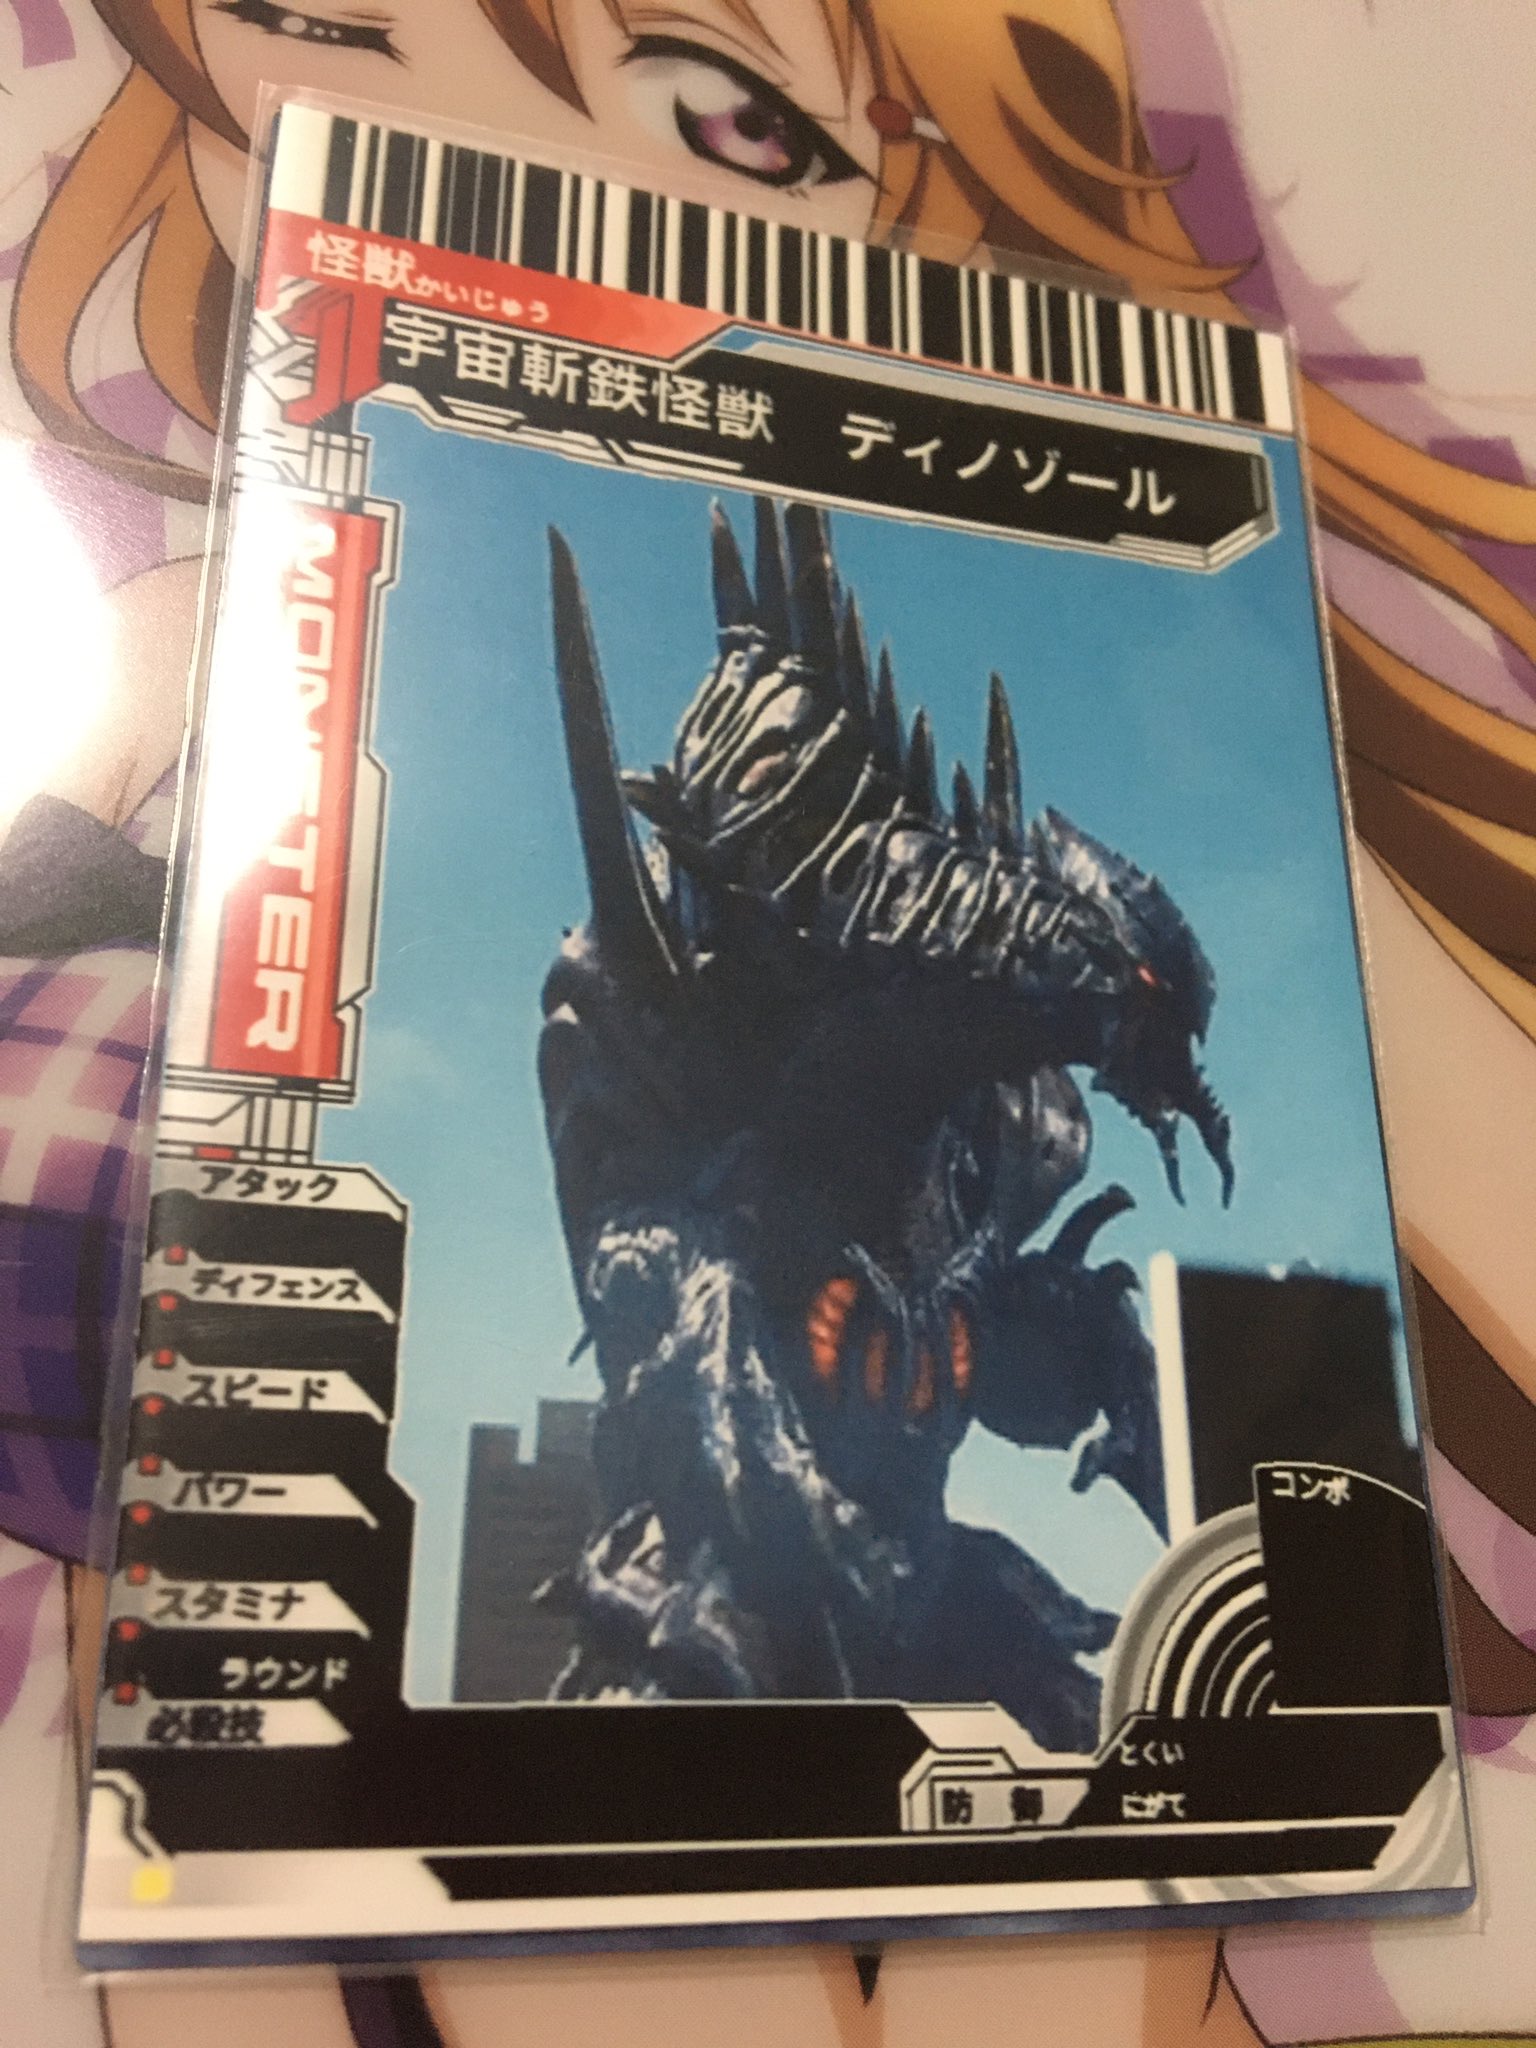 怪獣かいじゅう
宇宙斬鉄怪獣 ディノゾール
MONSTER
アタック
ディフェンス
スピード
パワー
スタミナ
ラウンド
必殺技
コンボ
とくい
防御
にがて